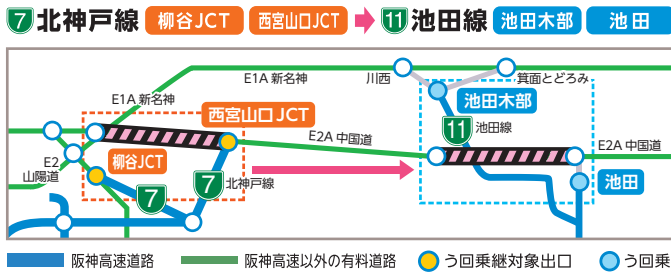 7 北神戸線 柳谷JCT 西宮山口JCT 11 池田線 池田木部 池田
E1A 新名神
川西
箕面とどろみ
E1A 新名神
池田木部
西宮山口JCT
11 池田線
E2A 中国道
E2A 中国道
柳谷JCT
E2
山陽道
7
7 北神戸線
池田
阪神高速道路 阪神高速以外の有料道路 う回乗継対象出口 う回乗